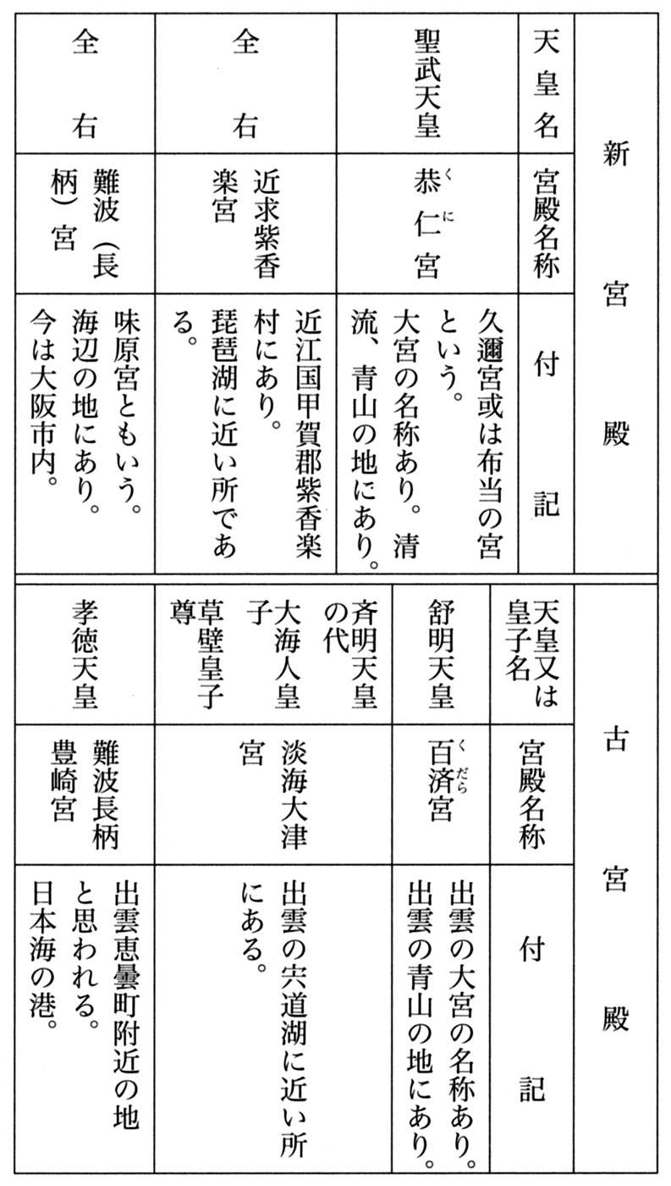 新宮殿
天皇名
宮殿名称
付記
聖武天皇
恭仁宮
くに
久邇宮或は布当の宮
という。
大宮の名称あり。清
流、青山の地にあり。
仝右
近求紫香
楽宮
近江国甲賀郡紫香楽
村にあり。
琵琶湖に近い所であ
る。
仝右
難波(長
柄)宮
味原宮ともいう。
海辺の地にあり。
今は大阪市内。
古宮殿
天皇又は
皇子名
宮殿名称
付記
舒明天皇
百済宮
くだら
出雲の大宮の名称あり。
出雲の青山の地にあり。
斉明天皇
の代
大海人皇
子
草壁皇子
尊
淡海大津
宮
出雲の宍道湖に近い所
にある。
孝徳天皇
難波長柄
豊崎宮
出雲恵曇町附近の地
と思われる。
日本海の港。